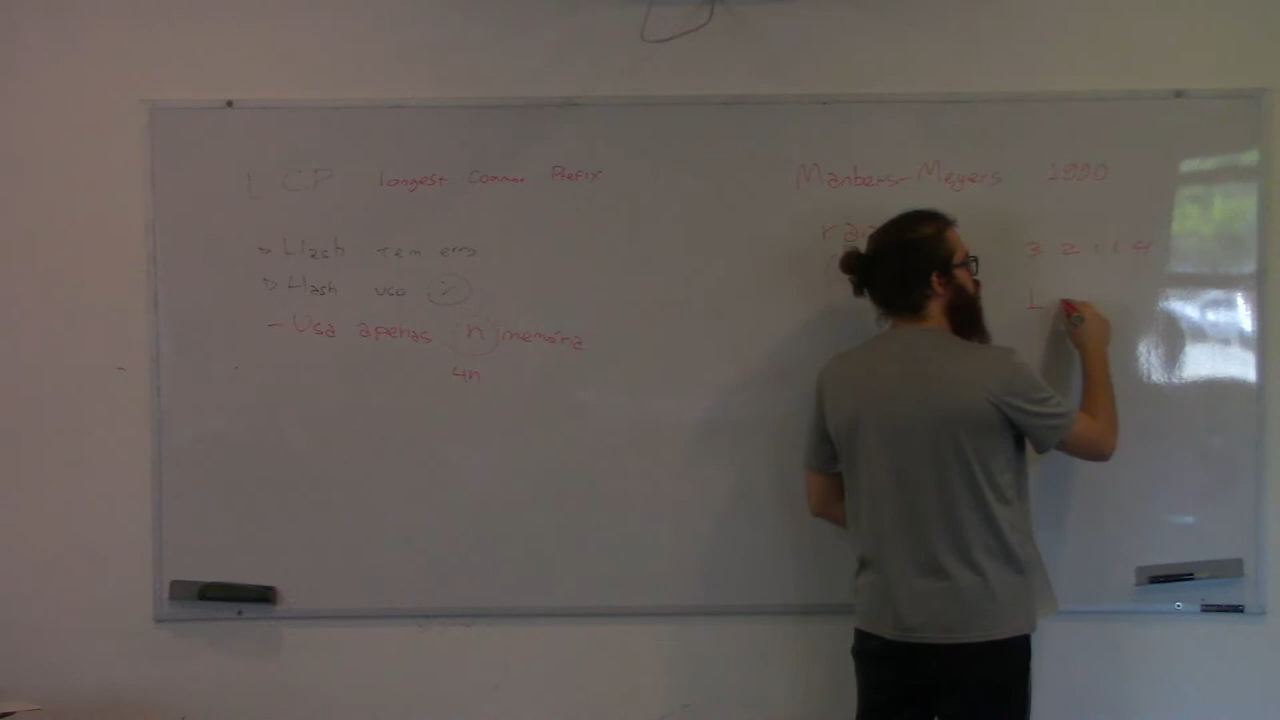 LCP longest Common Prefix
-> Hash tem erro
-> Hash usa %
- Usa apenas n memória
4n
Manbers-Meyers 1990
3 2 1 1 4
L